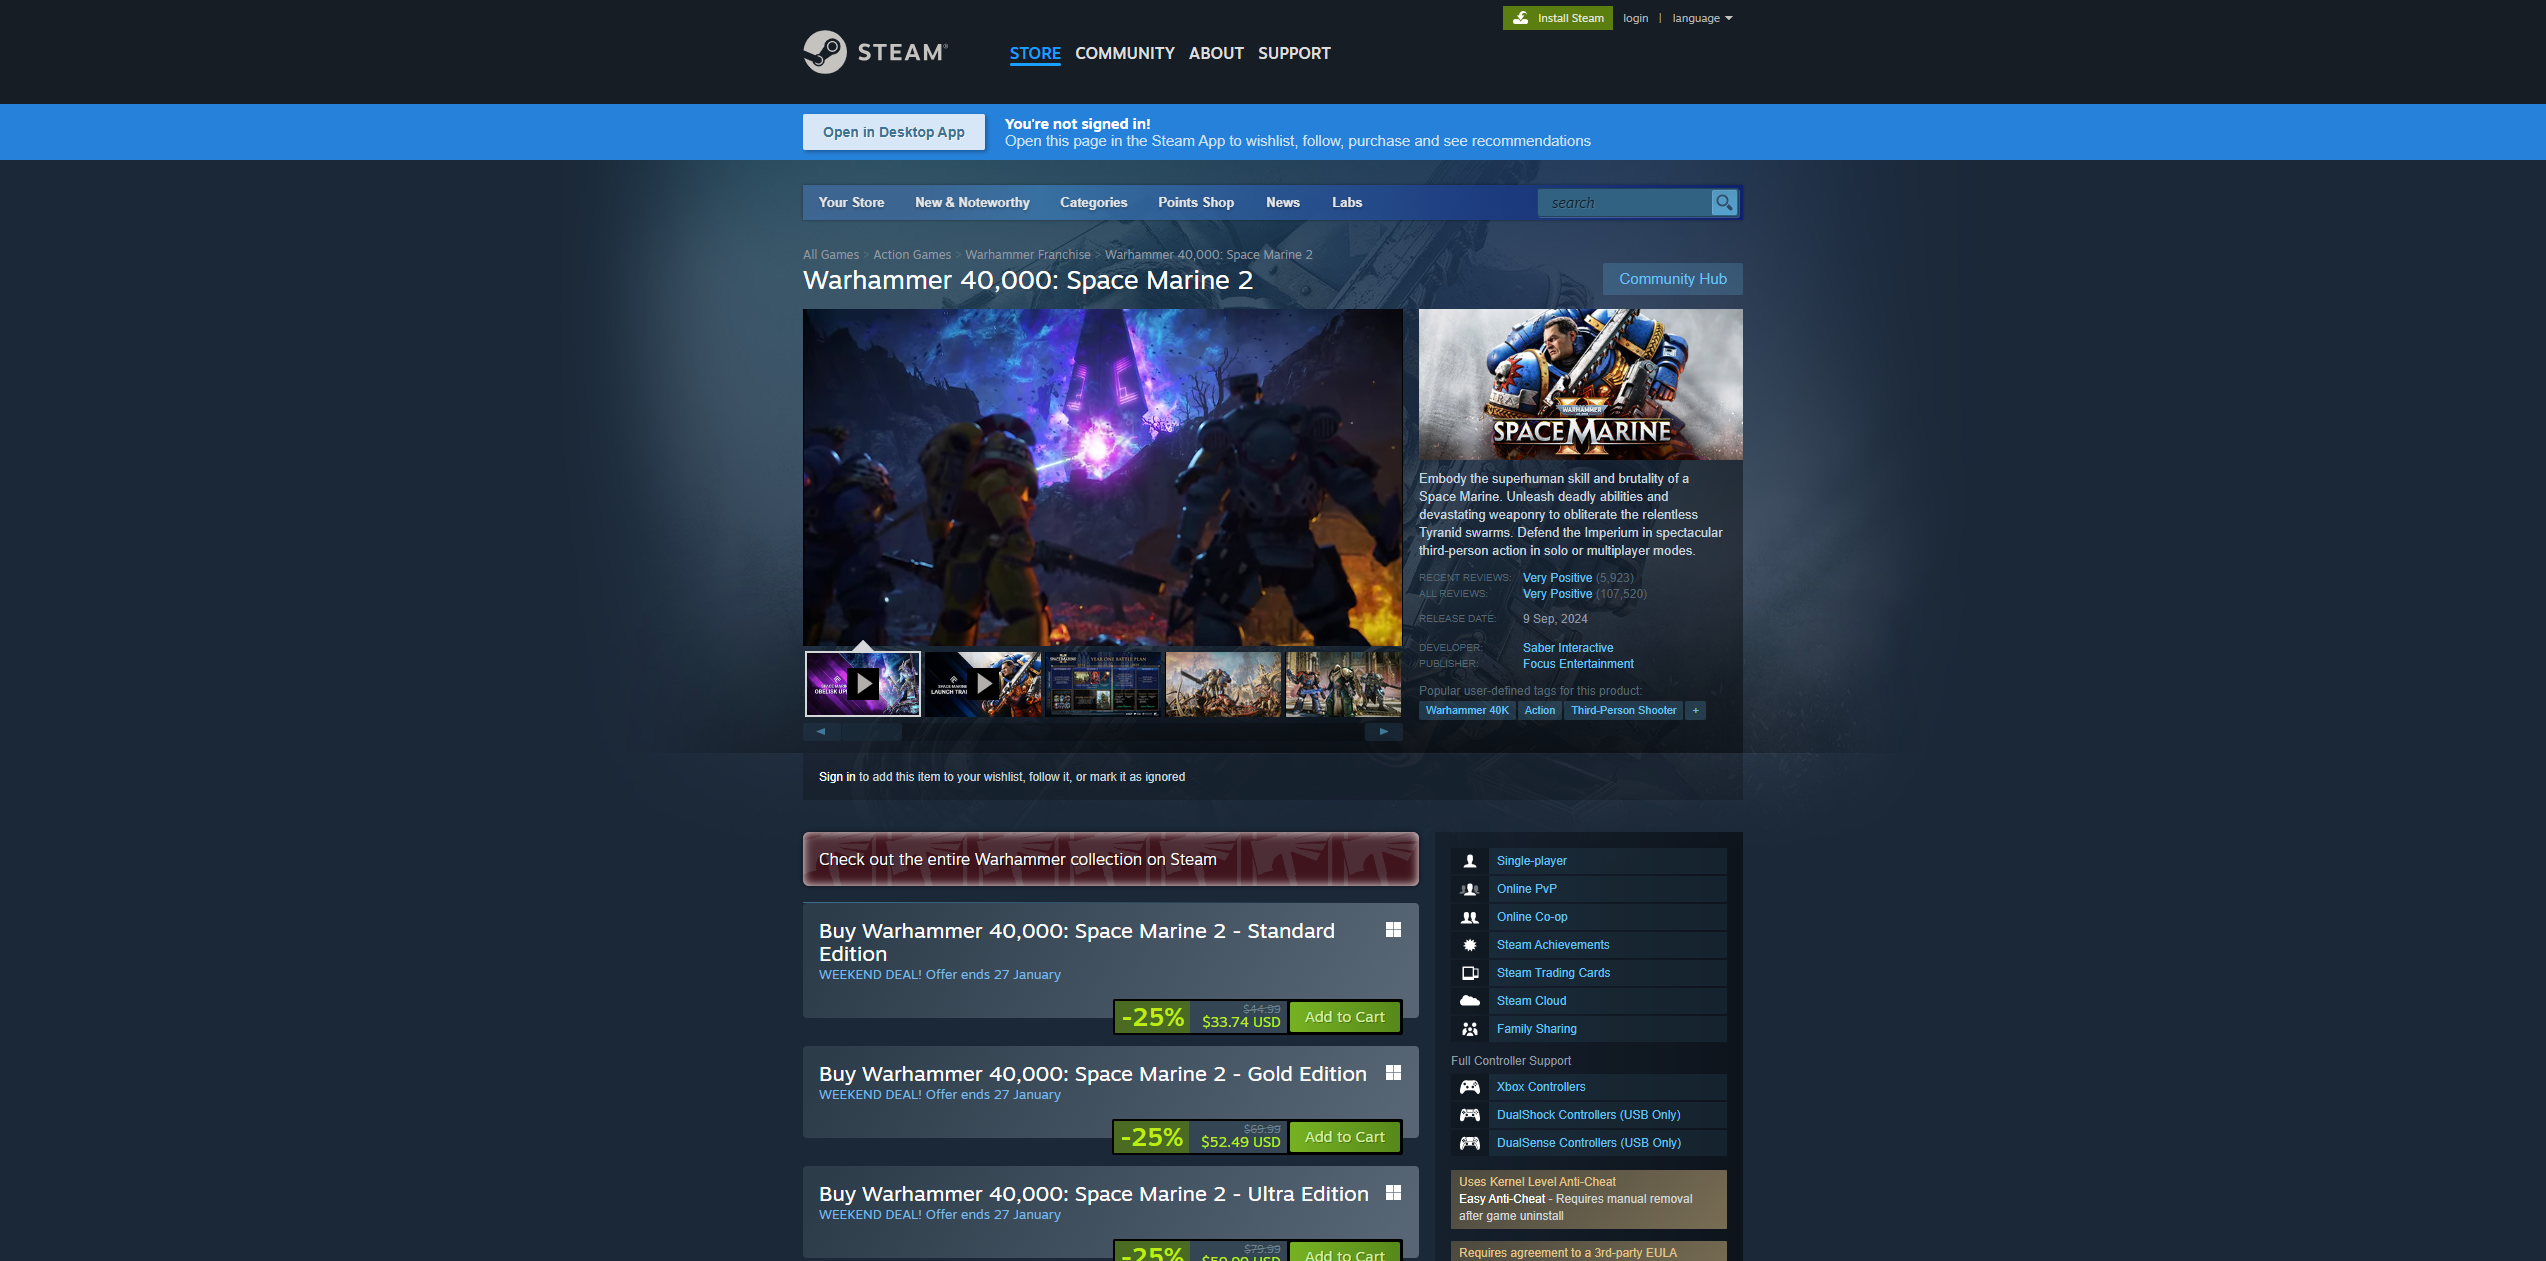 Install Steam
login | language
STEAM®
STORE COMMUNITY ABOUT SUPPORT
Open in Desktop App
You're not signed in!
Open this page in the Steam App to wishlist, follow, purchase and see recommendations
Your Store New & Noteworthy Categories Points Shop News Labs
search
All Games > Action Games > Warhammer Franchise > Warhammer 40,000: Space Marine 2
Warhammer 40,000: Space Marine 2
Community Hub
WARHAMMER
SPACE MARINE
Embody the superhuman skill and brutality of a
Space Marine. Unleash deadly abilities and
devastating weaponry to obliterate the relentless
Tyranid swarms. Defend the Imperium in spectacular
third-person action in solo or multiplayer modes.
RECENT REVIEWS: Very Positive (5,923)
ALL REVIEWS: Very Positive (107,520)
RELEASE DATE: 9 Sep, 2024
DEVELOPER: Saber Interactive
PUBLISHER: Focus Entertainment
Popular user-defined tags for this product:
Warhammer 40K Action Third-Person Shooter +
YEAR ONE BATTLE PLAN
Sign in to add this item to your wishlist, follow it, or mark it as ignored
Check out the entire Warhammer collection on Steam
Buy Warhammer 40,000: Space Marine 2 - Standard
Edition
WEEKEND DEAL! Offer ends 27 January
-25% $44.99
$33.74 USD
Add to Cart
Buy Warhammer 40,000: Space Marine 2 - Gold Edition
WEEKEND DEAL! Offer ends 27 January
-25% $69.99
$52.49 USD
Add to Cart
Buy Warhammer 40,000: Space Marine 2 - Ultra Edition
WEEKEND DEAL! Offer ends 27 January
-25% $79.99
Add to Cart
Single-player
Online PvP
Online Co-op
Steam Achievements
Steam Trading Cards
Steam Cloud
Family Sharing
Full Controller Support
Xbox Controllers
DualShock Controllers (USB Only)
DualSense Controllers (USB Only)
Uses Kernel Level Anti-Cheat
Easy Anti-Cheat - Requires manual removal
after game uninstall
Requires agreement to a 3rd-party EULA